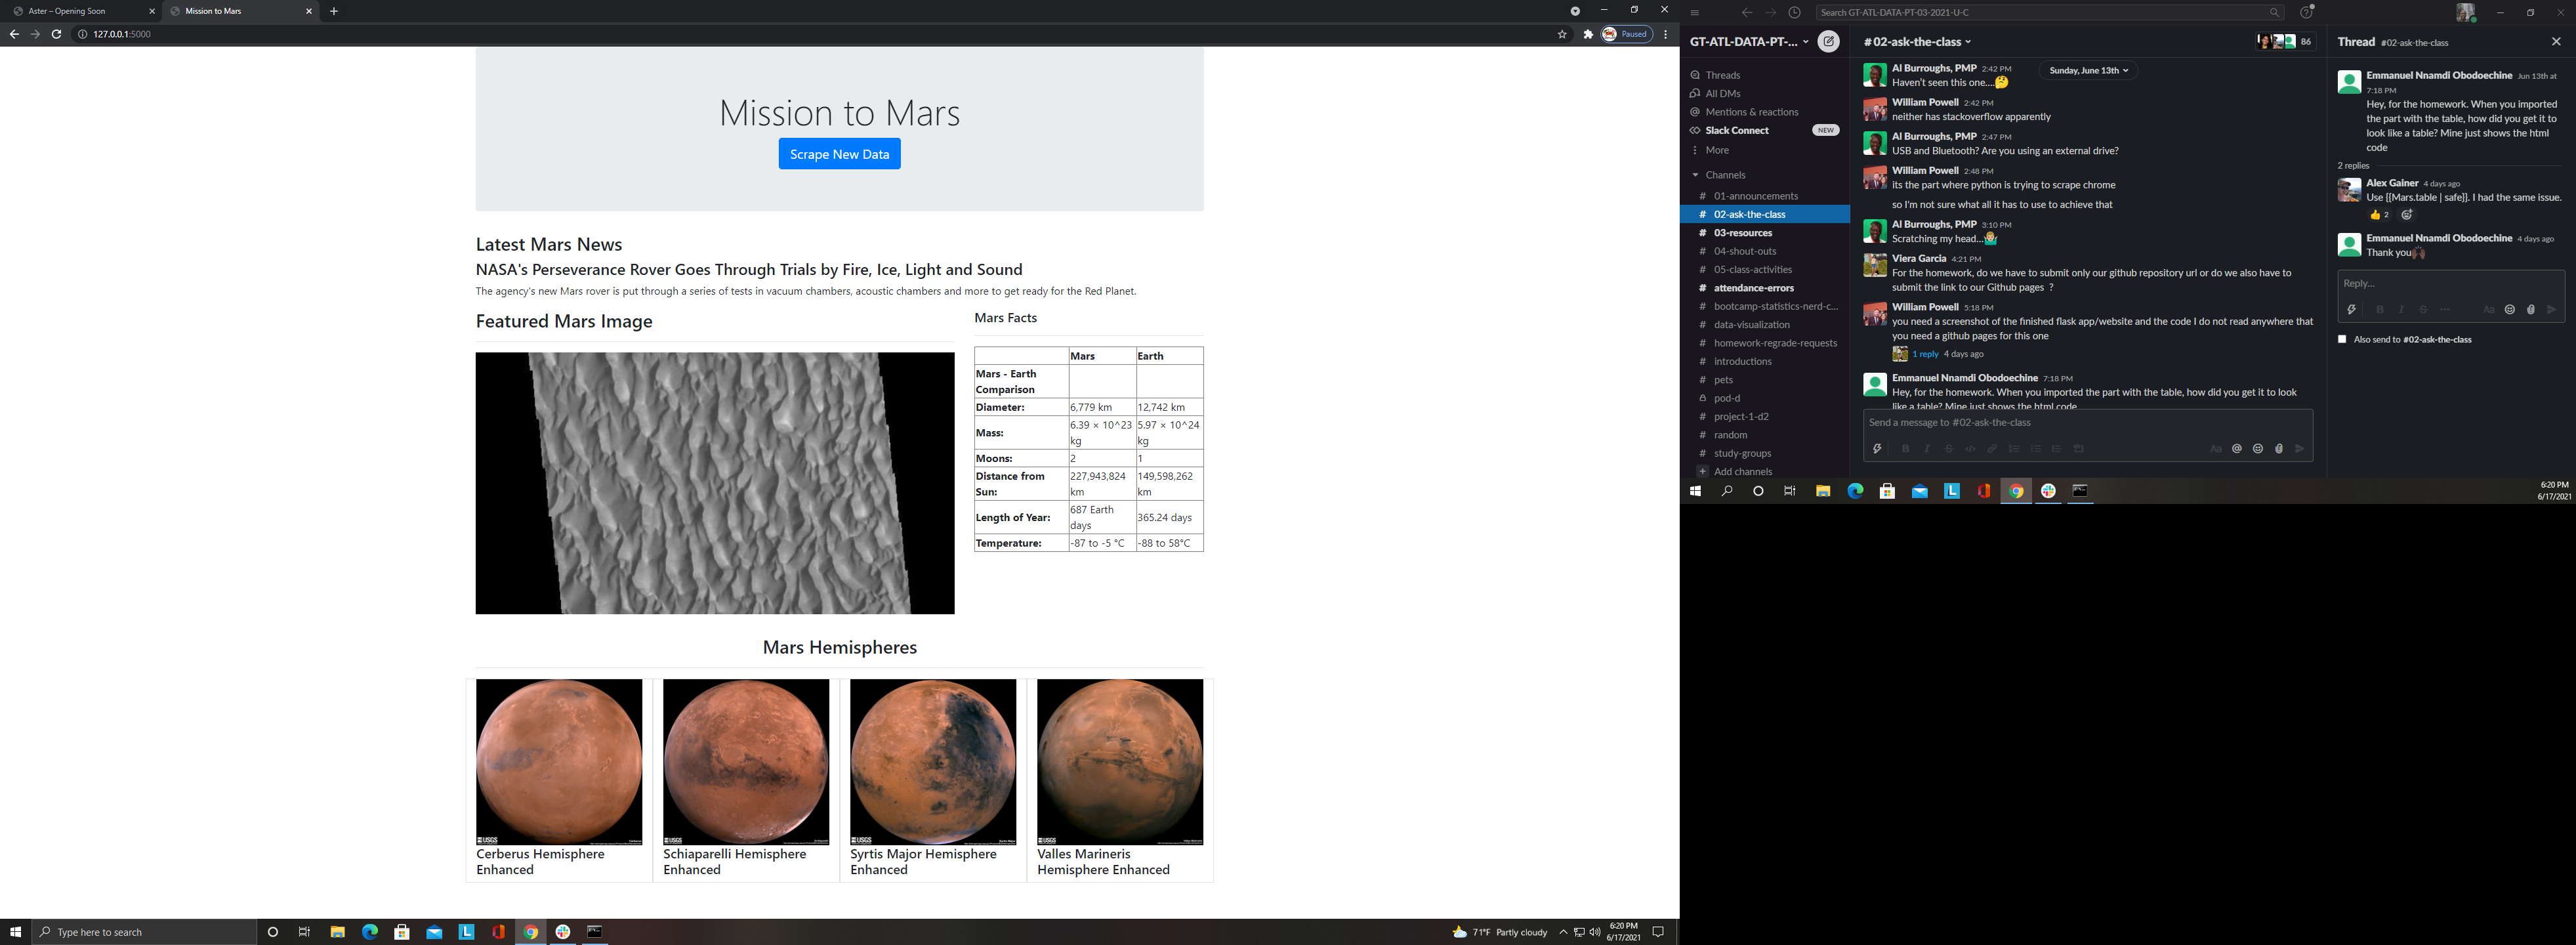 Aster – Opening Soon
Mission to Mars
127.0.0.1:5000
Paused
Mission to Mars
Scrape New Data
Latest Mars News
NASA's Perseverance Rover Goes Through Trials by Fire, Ice, Light and Sound
The agency's new Mars rover is put through a series of tests in vacuum chambers, acoustic chambers and more to get ready for the Red Planet.
Featured Mars Image
Mars Facts
Mars Earth
Mars - Earth
Comparison
Diameter: 6,779 km 12,742 km
Mass: 6.39 × 10^23 kg 5.97 × 10^24 kg
Moons: 2 1
Distance from Sun: 227,943,824 km 149,598,262 km
Length of Year: 687 Earth days 365.24 days
Temperature: -87 to -5 °C -88 to 58°C
Mars Hemispheres
USGS
USGS
USGS
USGS
Cerberus Hemisphere
Enhanced
Schiaparelli Hemisphere
Enhanced
Syrtis Major Hemisphere
Enhanced
Valles Marineris
Hemisphere Enhanced
Type here to search
71°F Partly cloudy
6:20 PM
6/17/2021
Search GT-ATL-DATA-PT-03-2021-U-C
GT-ATL-DATA-PT-...
Threads
All DMs
Mentions & reactions
Slack Connect NEW
More
Channels
# 01-announcements
# 02-ask-the-class
# 03-resources
# 04-shout-outs
# 05-class-activities
# attendance-errors
# bootcamp-statistics-nerd-c...
# data-visualization
# homework-regrade-requests
# introductions
# pets
pod-d
# project-1-d2
# random
# study-groups
+ Add channels
#02-ask-the-class
86
Sunday, June 13th
Al Burroughs, PMP 2:42 PM
Haven't seen this one....
William Powell 2:42 PM
neither has stackoverflow apparently
Al Burroughs, PMP 2:47 PM
USB and Bluetooth? Are you using an external drive?
William Powell 2:48 PM
its the part where python is trying to scrape chrome
so I'm not sure what all it has to use to achieve that
Al Burroughs, PMP 3:10 PM
Scratching my head...
Viera Garcia 4:21 PM
For the homework, do we have to submit only our github repository url or do we also have to
submit the link to our Github pages ?
William Powell 5:18 PM
you need a screenshot of the finished flask app/website and the code I do not read anywhere that
you need a github pages for this one
1 reply 4 days ago
Emmanuel Nnamdi Obodoechine 7:18 PM
Hey, for the homework. When you imported the part with the table, how did you get it to look
like a table? Mine just shows the html code
Send a message to #02-ask-the-class
Thread #02-ask-the-class
Emmanuel Nnamdi Obodoechine Jun 13th at
7:18 PM
Hey, for the homework. When you imported
the part with the table, how did you get it to
look like a table? Mine just shows the html
code
2 replies
Alex Gainer 4 days ago
Use {{Mars.table | safe}}. I had the same issue.
2
Emmanuel Nnamdi Obodoechine 4 days ago
Thank you
Reply...
Also send to #02-ask-the-class
6:20 PM
6/17/2021